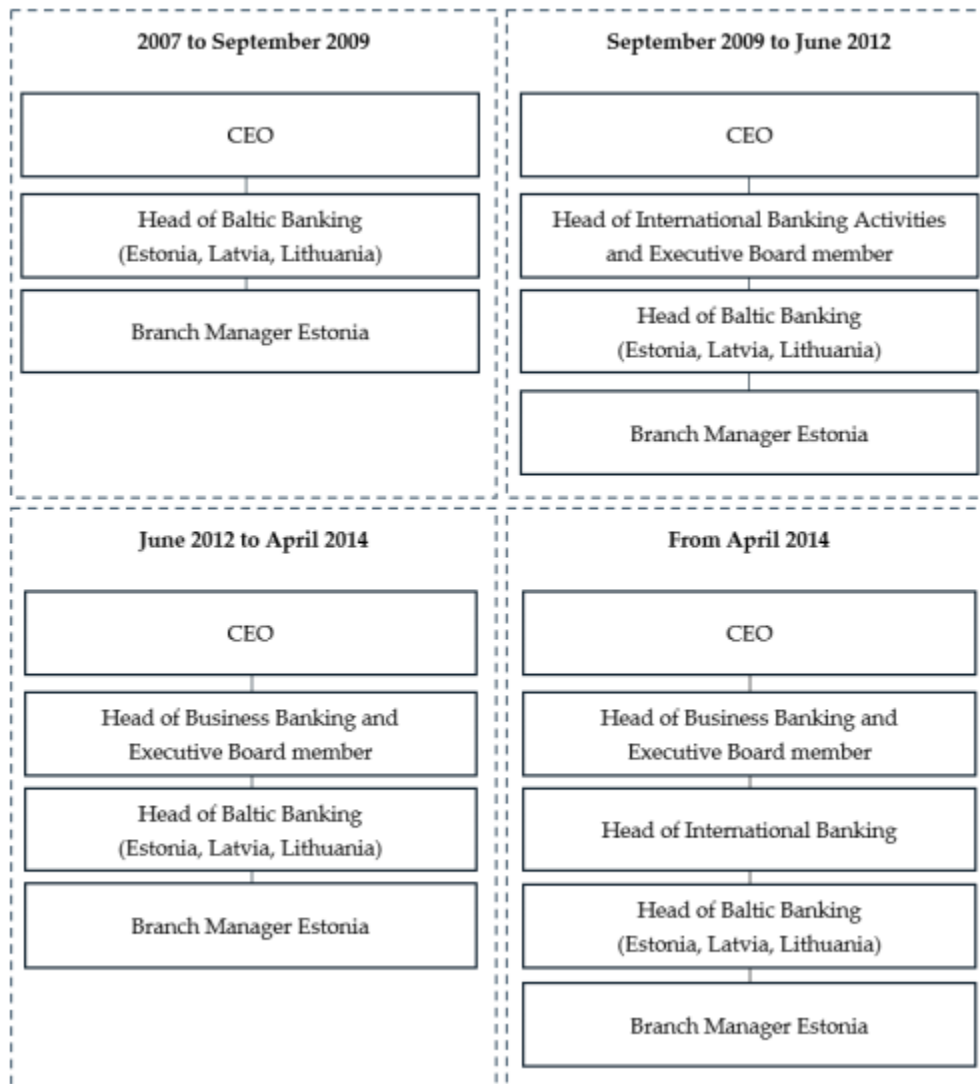 2007 to September 2009
CEO
Head of Baltic Banking
(Estonia, Latvia, Lithuania)
Branch Manager Estonia
September 2009 to June 2012
CEO
Head of International Banking Activities
and Executive Board member
Head of Baltic Banking
(Estonia, Latvia, Lithuania)
Branch Manager Estonia
June 2012 to April 2014
CEO
Head of Business Banking and
Executive Board member
Head of Baltic Banking
(Estonia, Latvia, Lithuania)
Branch Manager Estonia
From April 2014
CEO
Head of Business Banking and
Executive Board member
Head of International Banking
Head of Baltic Banking
(Estonia, Latvia, Lithuania)
Branch Manager Estonia